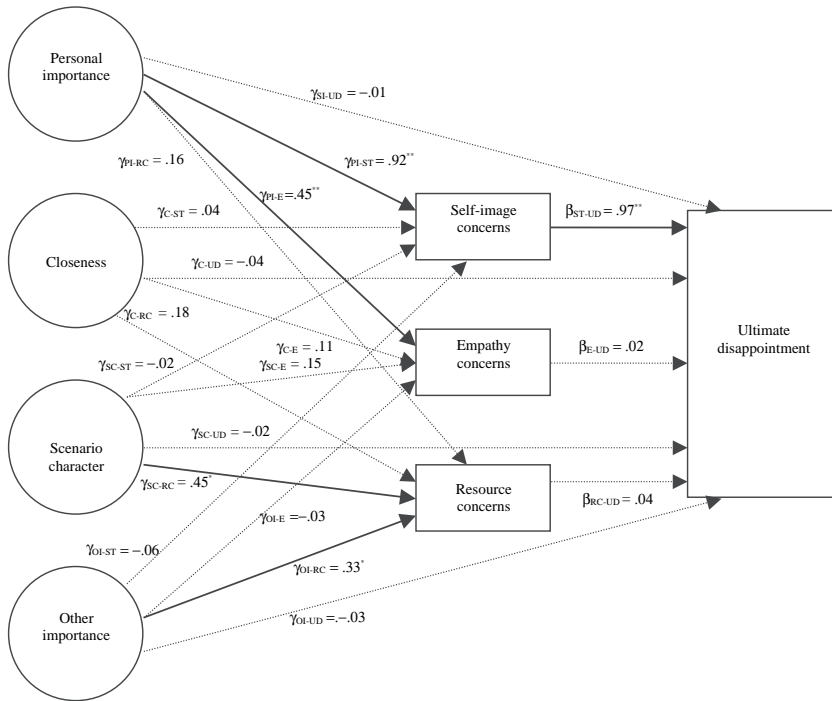 Personal
importance
γSI-UD = –.01
γPI-RC = .16
γPI-ST = .92**
γPI-E =.45**
Closeness
γC-ST = .04
Self-image
concerns
βST-UD = .97**
γC-UD = –.04
γC-RC = .18
γC-E = .11
γSC-E = .15
γSC-ST = –.02
Empathy
concerns
βE-UD = .02
Ultimate
disappointment
Scenario
character
γSC-UD = –.02
γSC-RC = .45*
Resource
concerns
βRC-UD = .04
γOI-E = –.03
γOI-ST = –.06
γOI-RC = .33*
γOI-UD =.–.03
Other
importance